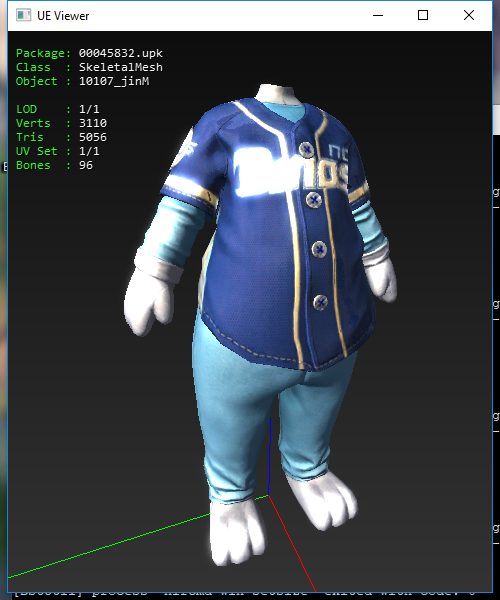 UE Viewer
Package: 00045832.upk
Class : SkeletalMesh
Object : 10107_jinM
LOD : 1/1
Verts : 3110
Tris : 5056
UV Set : 1/1
Bones : 96
NC
Dinos